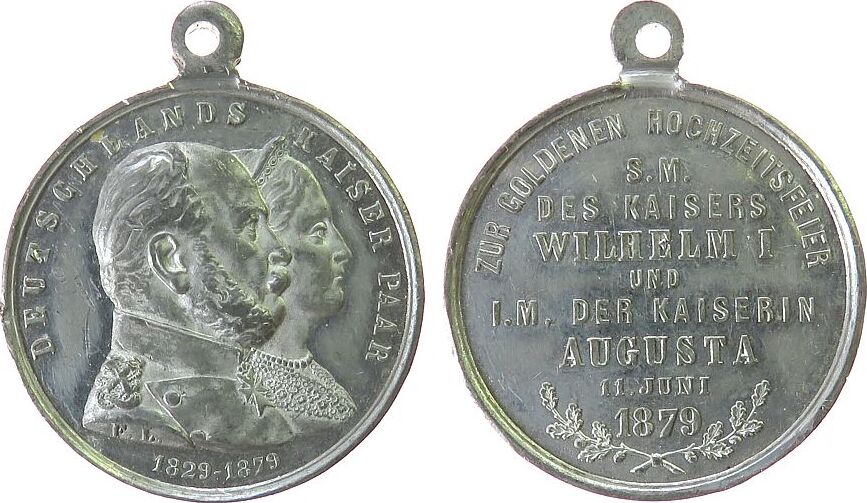 DEUTSCHLANDS KAISER PAAR
F. L.
1829-1879
ZUR GOLDENEN HOCHZEITSFEIER
S.M.
DES KAISERS
WILHELM I
UND
I.M. DER KAISERIN
AUGUSTA
11. JUNI
1879